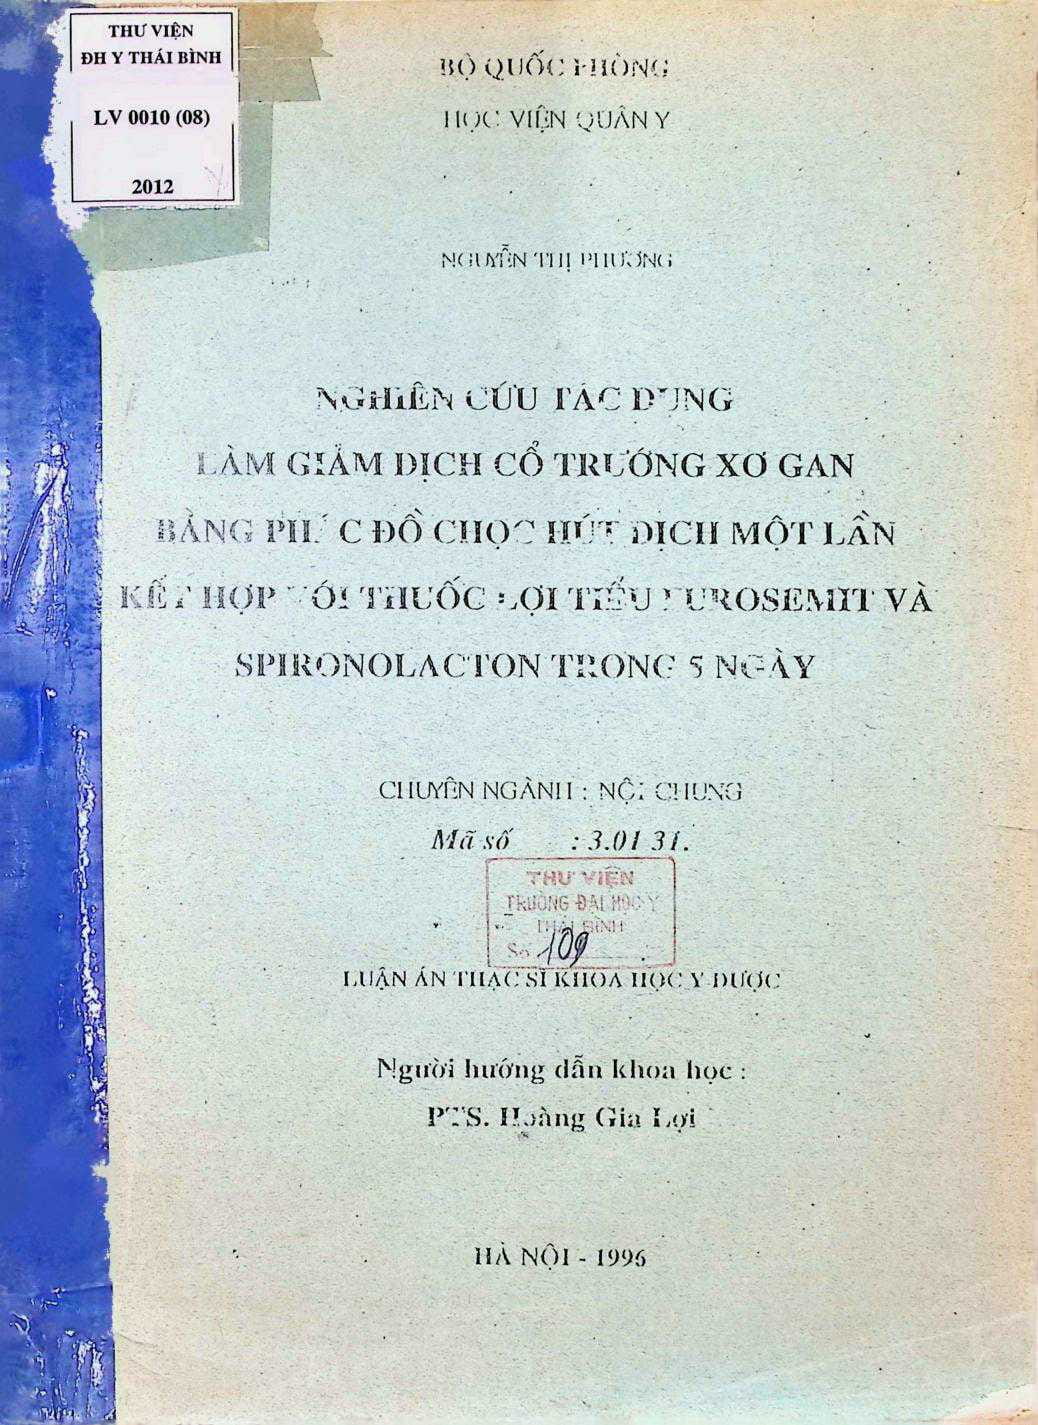 THƯ VIỆN
ĐH Y THÁI BÌNH
LV 0010 (08)
2012
BỘ QUỐC PHÒNG
HỌC VIỆN QUÂN Y
NGUYỄN THỊ PHƯƠNG
NGHIÊN CỨU TÁC DỤNG
LÀM GIẢM DỊCH CỔ TRƯỚNG XƠ GAN
BẰNG PHÁC ĐỒ CHỌC HÚT DỊCH MỘT LẦN
KẾT HỢP VỚI THUỐC LỢI TIỂU FUROSEMIT VÀ
SPIRONOLACTON TRONG 5 NGÀY
CHUYÊN NGÀNH : NỘI CHUNG
Mã số : 3.01 31.
THƯ VIỆN
TRƯỜNG ĐẠI HỌC Y
THÁI BÌNH
Số 109
LUẬN ÁN THẠC SĨ KHOA HỌC Y DƯỢC
Người hướng dẫn khoa học :
PTS. Hoàng Gia Lợi
HÀ NỘI - 1996